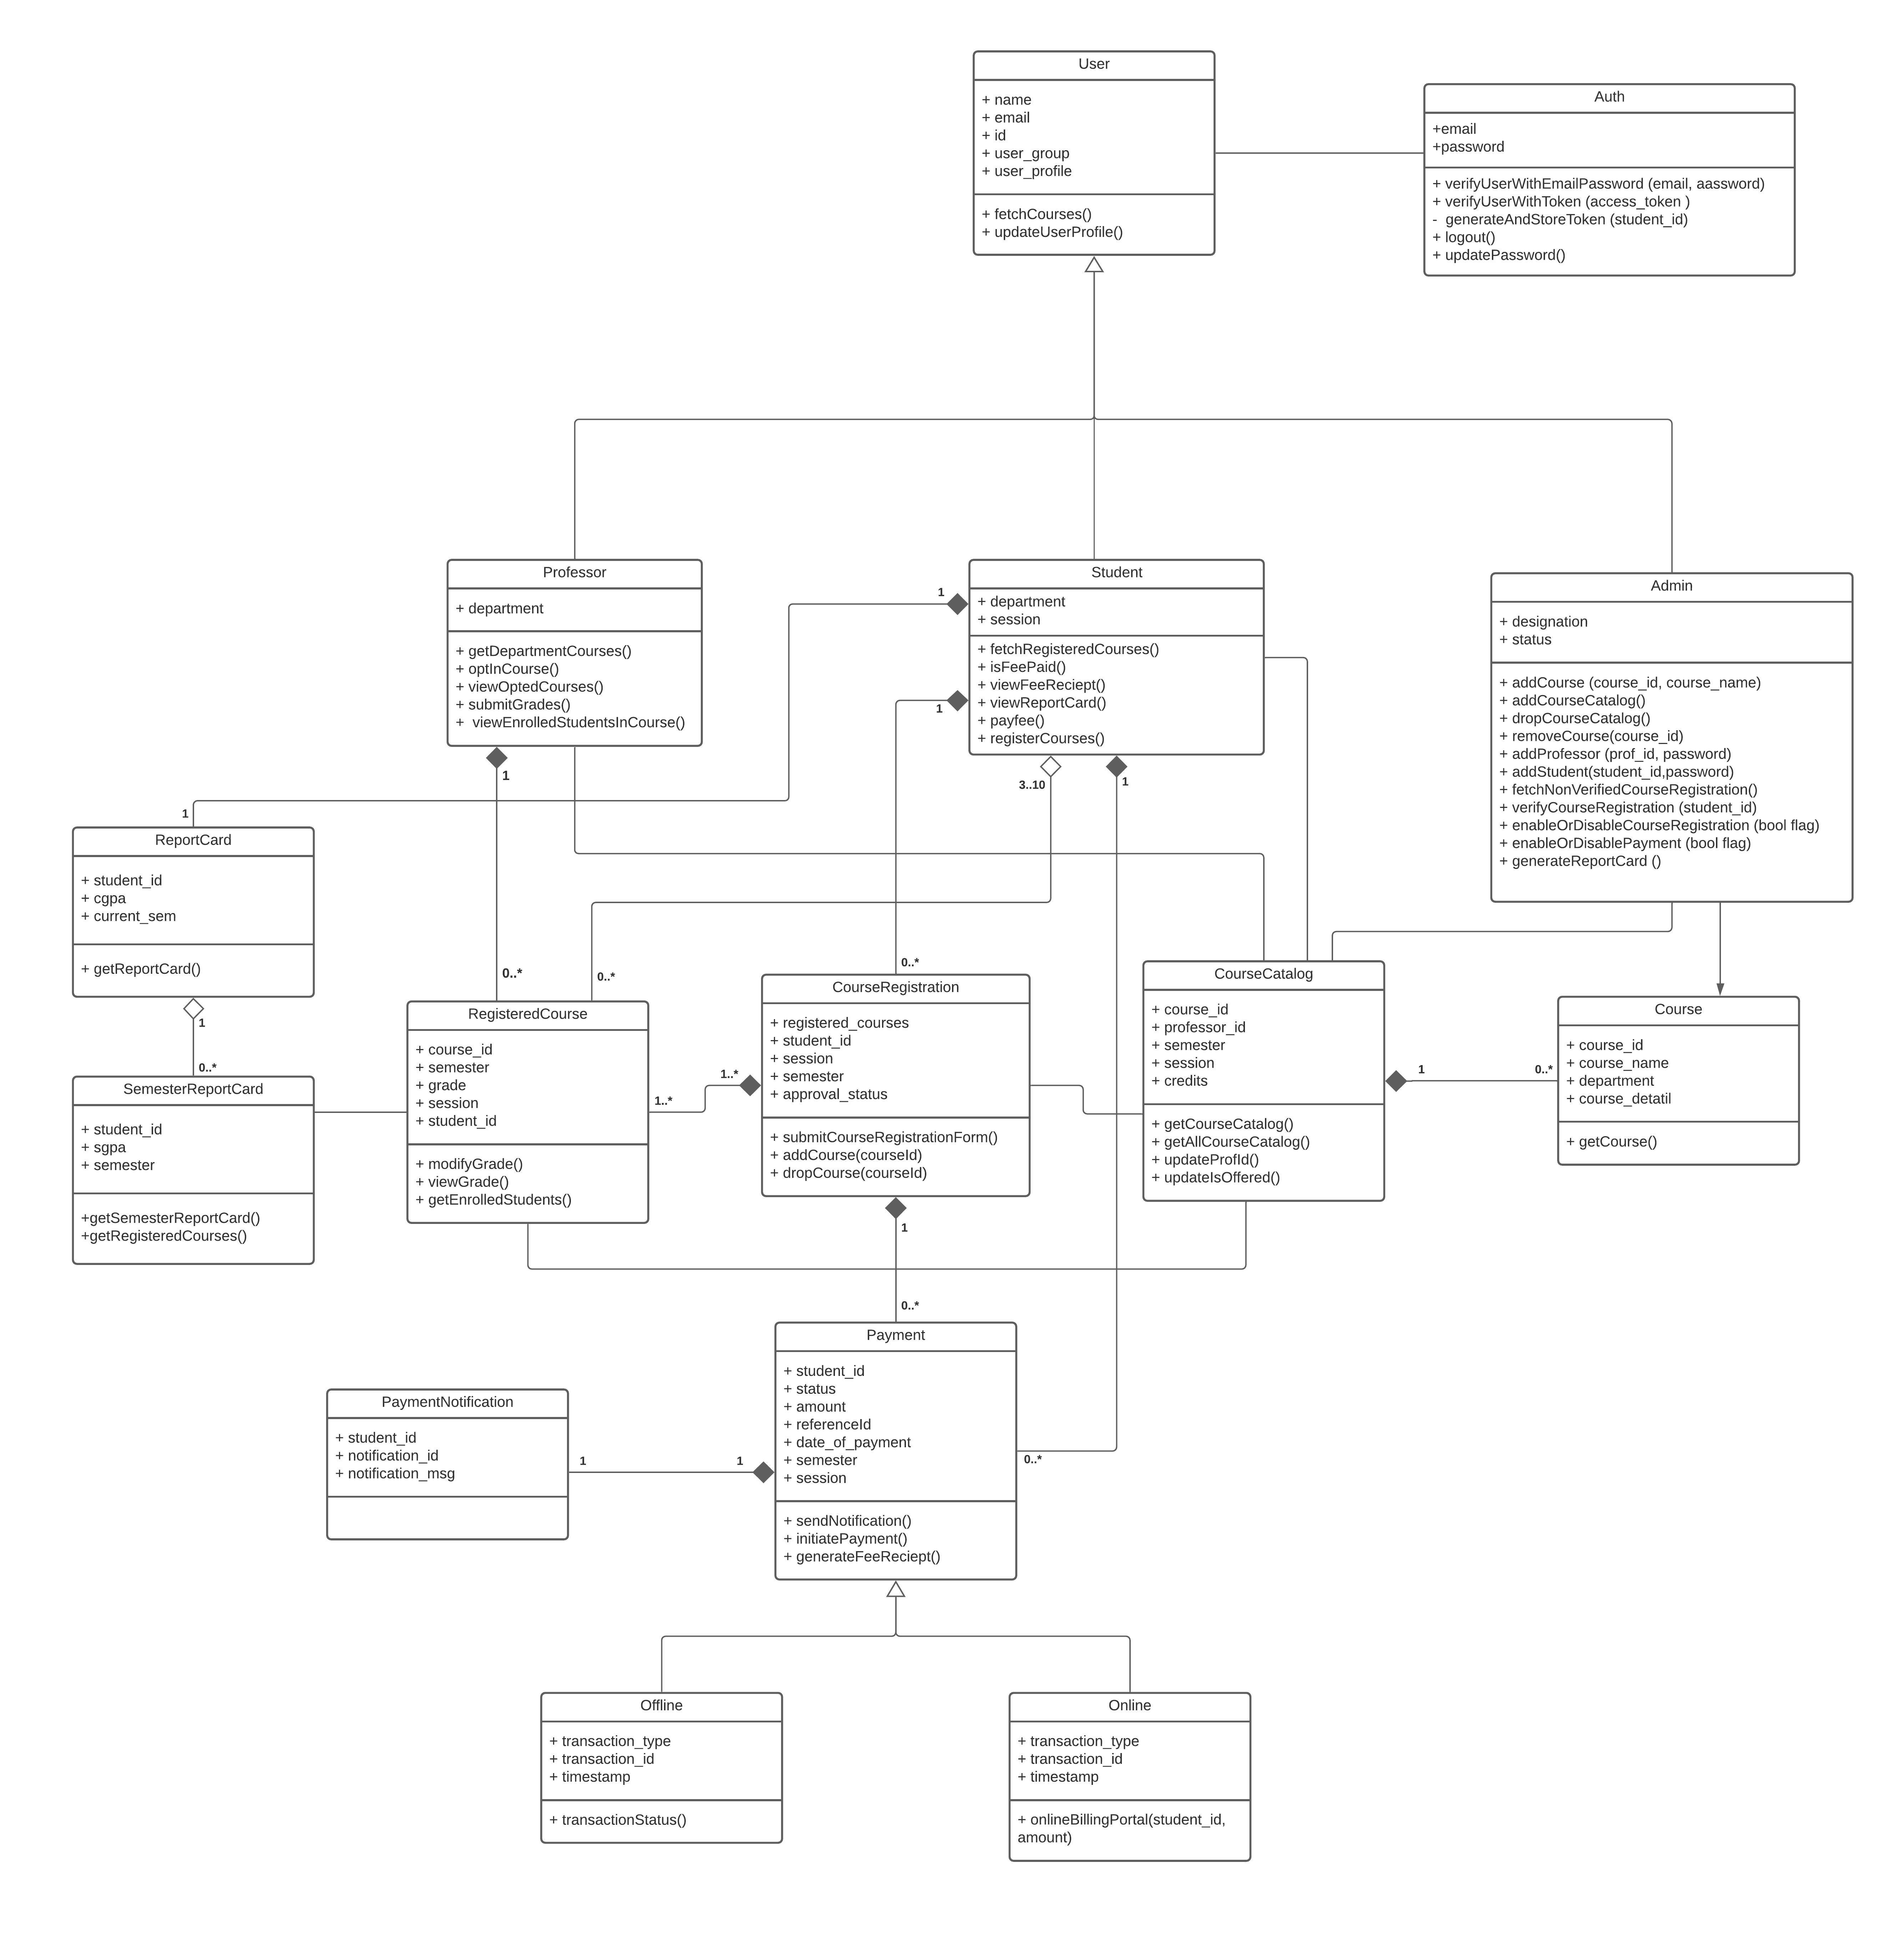 User
+ name
+ email
+ id
+ user_group
+ user_profile
+ fetchCourses()
+ updateUserProfile()
Auth
+email
+password
+ verifyUserWithEmailPassword (email, aassword)
+ verifyUserWithToken (access_token )
-  generateAndStoreToken (student_id)
+ logout()
+ updatePassword()
Professor
+ department
+ getDepartmentCourses()
+ optInCourse()
+ viewOptedCourses()
+ submitGrades()
+  viewEnrolledStudentsInCourse()
1
Student
+ department
+ session
+ fetchRegisteredCourses()
+ isFeePaid()
+ viewFeeReciept()
+ viewReportCard()
+ payfee()
+ registerCourses()
1
1
3..10
1
Admin
+ designation
+ status
+ addCourse (course_id, course_name)
+ addCourseCatalog()
+ dropCourseCatalog()
+ removeCourse(course_id)
+ addProfessor (prof_id, password)
+ addStudent(student_id,password)
+ fetchNonVerifiedCourseRegistration()
+ verifyCourseRegistration (student_id)
+ enableOrDisableCourseRegistration (bool flag)
+ enableOrDisablePayment (bool flag)
+ generateReportCard ()
1
ReportCard
+ student_id
+ cgpa
+ current_sem
+ getReportCard()
1
0..*
SemesterReportCard
+ student_id
+ sgpa
+ semester
+getSemesterReportCard()
+getRegisteredCourses()
0..*
0..*
RegisteredCourse
+ course_id
+ semester
+ grade
+ session
+ student_id
+ modifyGrade()
+ viewGrade()
+ getEnrolledStudents()
1..*
1..*
0..*
CourseRegistration
+ registered_courses
+ student_id
+ session
+ semester
+ approval_status
+ submitCourseRegistrationForm()
+ addCourse(courseId)
+ dropCourse(courseId)
1
0..*
CourseCatalog
+ course_id
+ professor_id
+ semester
+ session
+ credits
+ getCourseCatalog()
+ getAllCourseCatalog()
+ updateProfId()
+ updateIsOffered()
1
0..*
Course
+ course_id
+ course_name
+ department
+ course_detatil
+ getCourse()
Payment
+ student_id
+ status
+ amount
+ referenceId
+ date_of_payment
+ semester
+ session
+ sendNotification()
+ initiatePayment()
+ generateFeeReciept()
0..*
PaymentNotification
+ student_id
+ notification_id
+ notification_msg
1
1
Offline
+ transaction_type
+ transaction_id
+ timestamp
+ transactionStatus()
Online
+ transaction_type
+ transaction_id
+ timestamp
+ onlineBillingPortal(student_id,
amount)